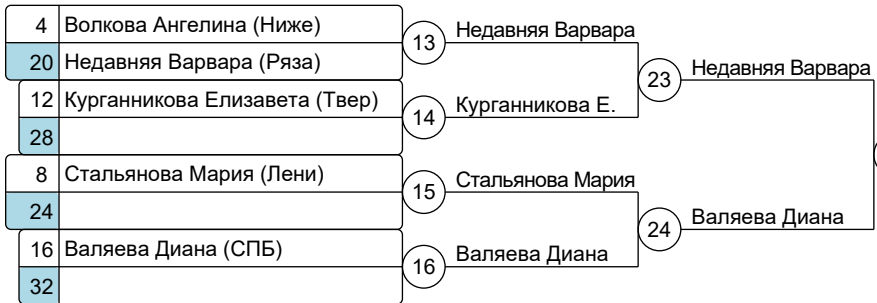 4 Волкова Ангелина (Ниже)
20 Недавняя Варвара (Ряза)
12 Курганникова Елизавета (Твер)
28
8 Стальянова Мария (Лени)
24
16 Валяева Диана (СПБ)
32
13 Недавняя Варвара
14 Курганникова Е.
15 Стальянова Мария
16 Валяева Диана
23 Недавняя Варвара
24 Валяева Диана